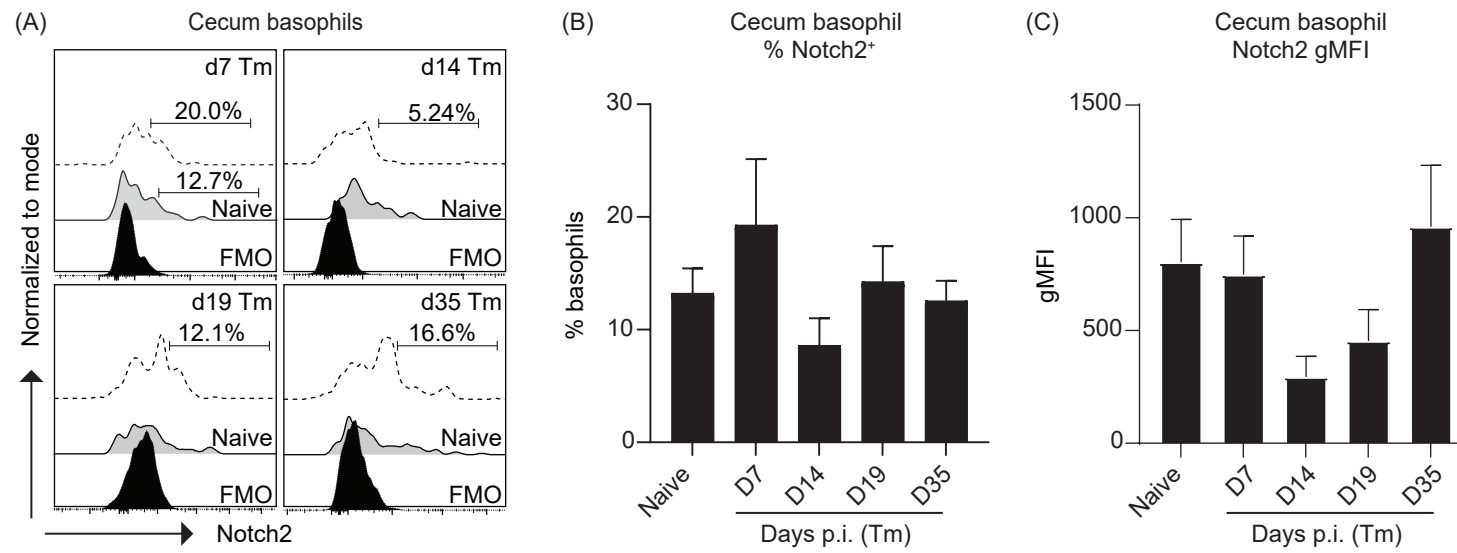 (A)
Cecum basophils
Normalized to mode
d7 Tm
20.0%
12.7%
Naive
FMO
d14 Tm
5.24%
Naive
FMO
d19 Tm
12.1%
Naive
FMO
d35 Tm
16.6%
Naive
FMO
Notch2
(B)
Cecum basophil
% Notch2⁺
% basophils
30
20
10
0
Naive
D7
D14
D19
D35
Days p.i. (Tm)
(C)
Cecum basophil
Notch2 gMFI
gMFI
1500
1000
500
0
Naive
D7
D14
D19
D35
Days p.i. (Tm)